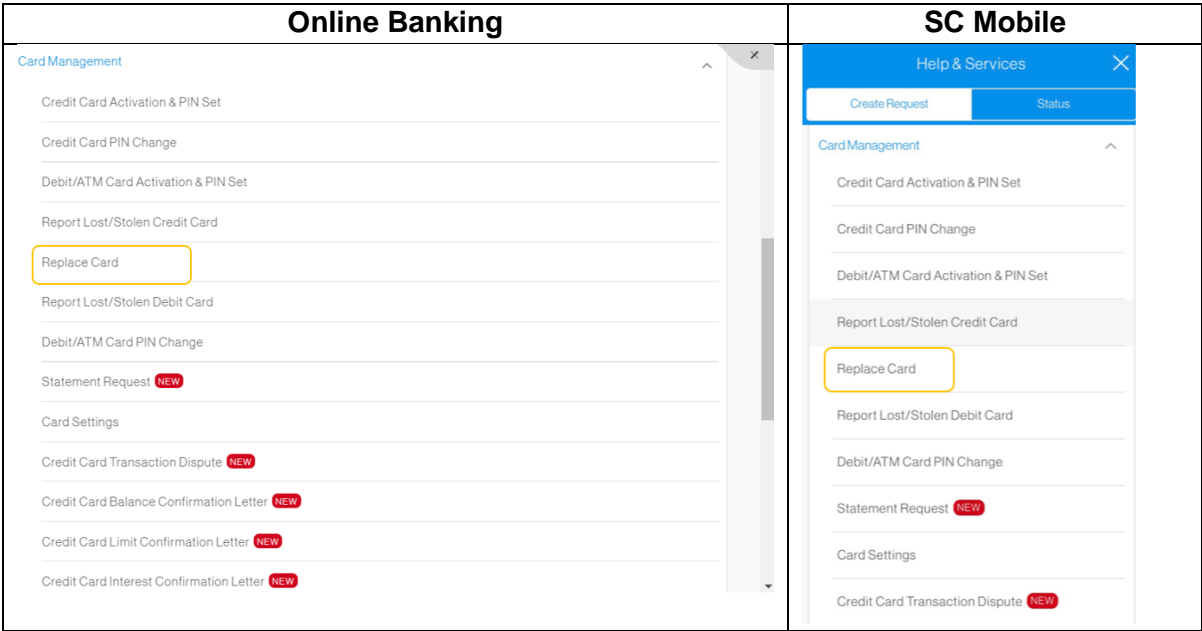 Online Banking
Card Management
Credit Card Activation & PIN Set
Credit Card PIN Change
Debit/ATM Card Activation & PIN Set
Report Lost/Stolen Credit Card
Replace Card
Report Lost/Stolen Debit Card
Debit/ATM Card PIN Change
Statement Request NEW
Card Settings
Credit Card Transaction Dispute NEW
Credit Card Balance Confirmation Letter NEW
Credit Card Limit Confirmation Letter NEW
Credit Card Interest Confirmation Letter NEW
SC Mobile
Help & Services
Create Request Status
Card Management
Credit Card Activation & PIN Set
Credit Card PIN Change
Debit/ATM Card Activation & PIN Set
Report Lost/Stolen Credit Card
Replace Card
Report Lost/Stolen Debit Card
Debit/ATM Card PIN Change
Statement Request NEW
Card Settings
Credit Card Transaction Dispute NEW